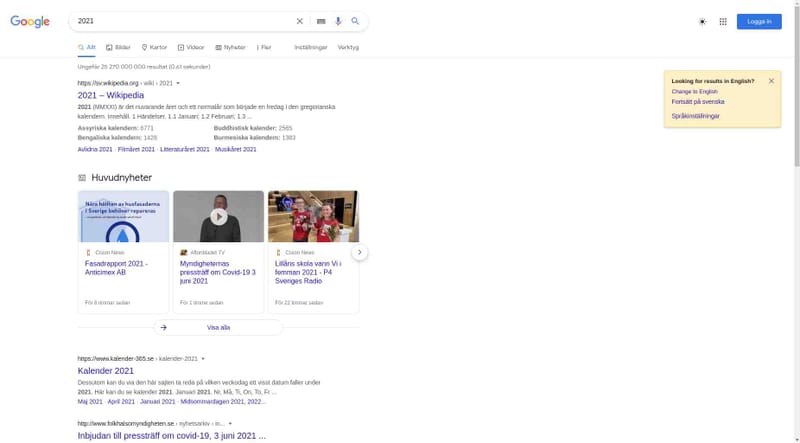 Google
2021
Logga in
Allt
Bilder
Kartor
Videor
Nyheter
Fler
Inställningar
Verktyg
Ungefär 25 270 000 000 resultat (0,61 sekunder)
https://sv.wikipedia.org › wiki › 2021
2021 – Wikipedia
2021 (MMXXI) är det nuvarande året och ett normalår som började en fredag i den gregorianska
kalendern. Innehåll. 1 Händelser. 1.1 Januari; 1.2 Februari; 1.3 ...
Assyriska kalendern: 6771
Buddhistisk kalender: 2565
Bengaliska kalendern: 1428
Burmesiska kalendern: 1383
Avlidna 2021 · Filmåret 2021 · Litteraturåret 2021 · Musikåret 2021
Looking for results in English?
Change to English
Fortsätt på svenska
Språkinställningar
Huvudnyheter
Nära hälften av husfasaderna
i Sverige behöver repareras
Cision News
Fasadrapport 2021 -
Anticimex AB
För 8 timmar sedan
Aftonbladet TV
Myndigheternas
pressträff om Covid-19 3
juni 2021
För 1 timme sedan
Cision News
Lillåns skola vann Vi i
femman 2021 - P4
Sveriges Radio
För 22 timmar sedan
Visa alla
https://www.kalender-365.se › kalender-2021
Kalender 2021
Dessutom kan du via den här sajten ta reda på vilken veckodag ett visst datum faller under
2021. Här kan du se kalender 2021. Januari 2021. Nr, Må, Ti, On, To, Fr ...
Maj 2021 · April 2021 · Januari 2021 · Midsommardagen 2021, 2022...
http://www.folkhalsomyndigheten.se › nyhetsarkiv › in...
Inbjudan till pressträff om covid-19, 3 juni 2021 ...